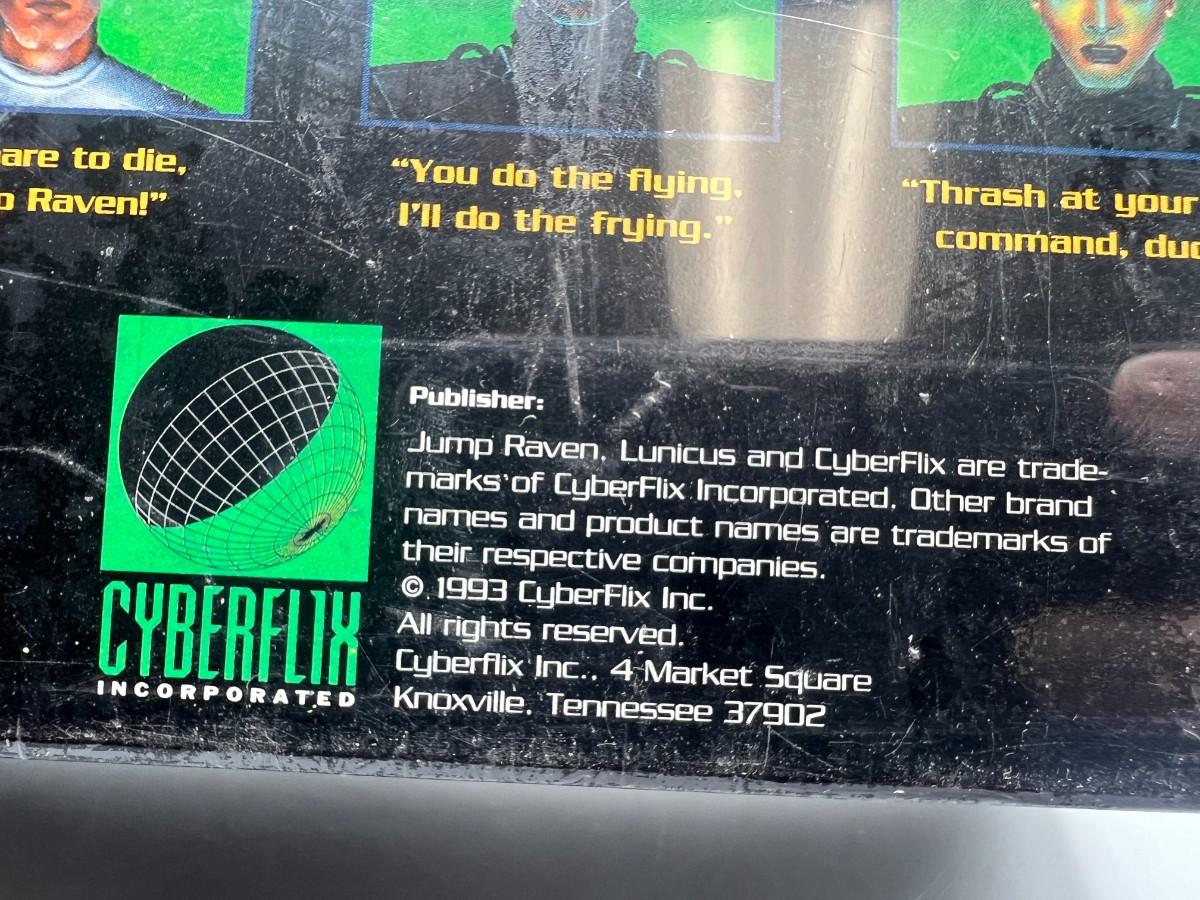 are to die,
Raven!"
"You do the flying,
I'll do the frying."
"Thrash at your
command,
CYBERFLIX
INCORPORATED
Publisher:
Jump Raven, Lunicus and CyberFlix are trade-
marks of CyberFlix Incorporated. Other brand
names and product names are trademarks of
their respective companies.
© 1993 CyberFlix Inc.
All rights reserved.
Cyberflix Inc., 4 Market Square
Knoxville, Tennessee 37902